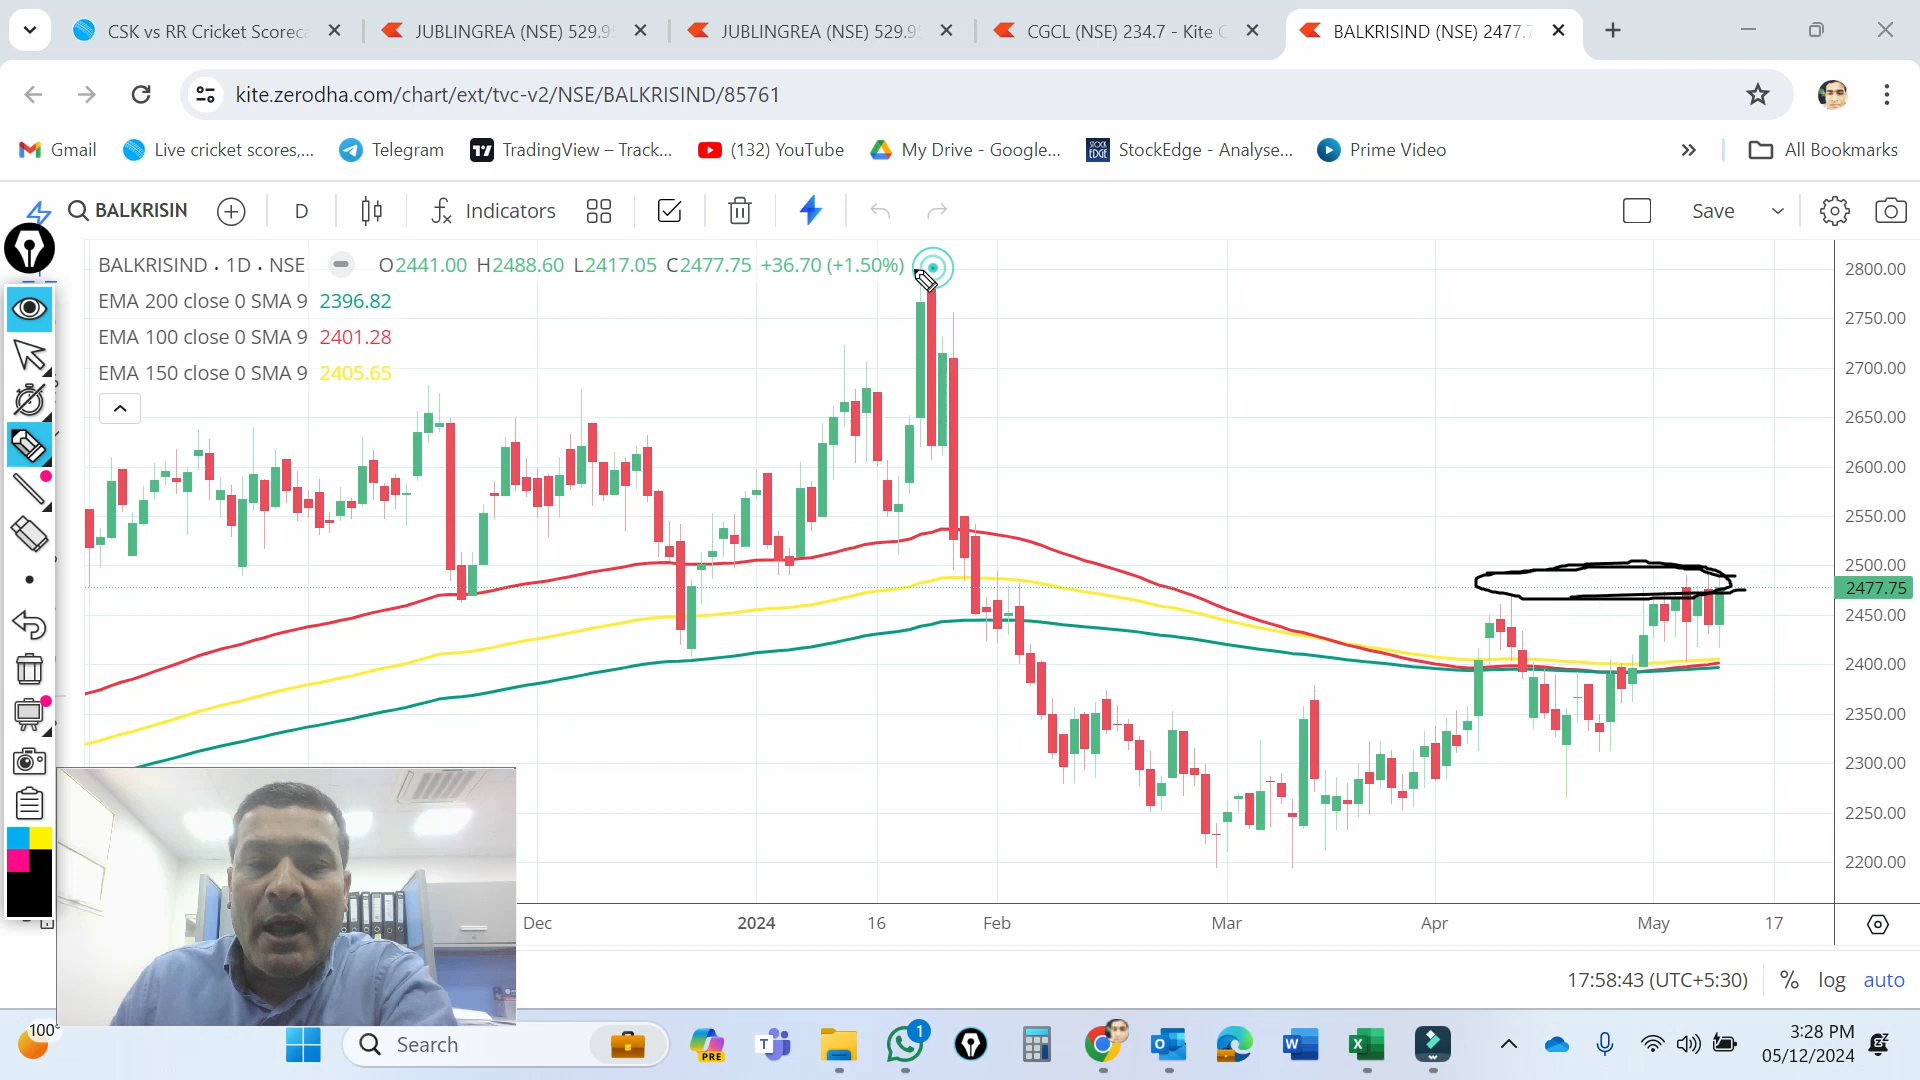 CSK vs RR Cricket Scoreca
JUBLINGREA (NSE) 529.9
JUBLINGREA (NSE) 529.9
CGCL (NSE) 234.7 - Kite C
BALKRISIND (NSE) 2477.7
kite.zerodha.com/chart/ext/tvc-v2/NSE/BALKRISIND/85761
Gmail
Live cricket scores,...
Telegram
TradingView – Track...
(132) YouTube
My Drive - Google...
STOCK EDGE
StockEdge - Analyse...
Prime Video
All Bookmarks
BALKRISIN
D
Indicators
Save
BALKRISIND · 1D · NSE
O2441.00 H2488.60 L2417.05 C2477.75 +36.70 (+1.50%)
EMA 200 close 0 SMA 9 2396.82
EMA 100 close 0 SMA 9 2401.28
EMA 150 close 0 SMA 9 2405.65
2800.00
2750.00
2700.00
2650.00
2600.00
2550.00
2500.00
2477.75
2450.00
2400.00
2350.00
2300.00
2250.00
2200.00
Dec
2024
16
Feb
Mar
Apr
May
17
17:58:43 (UTC+5:30)
%
log
auto
100°
Search
PRE
1
3:28 PM
05/12/2024